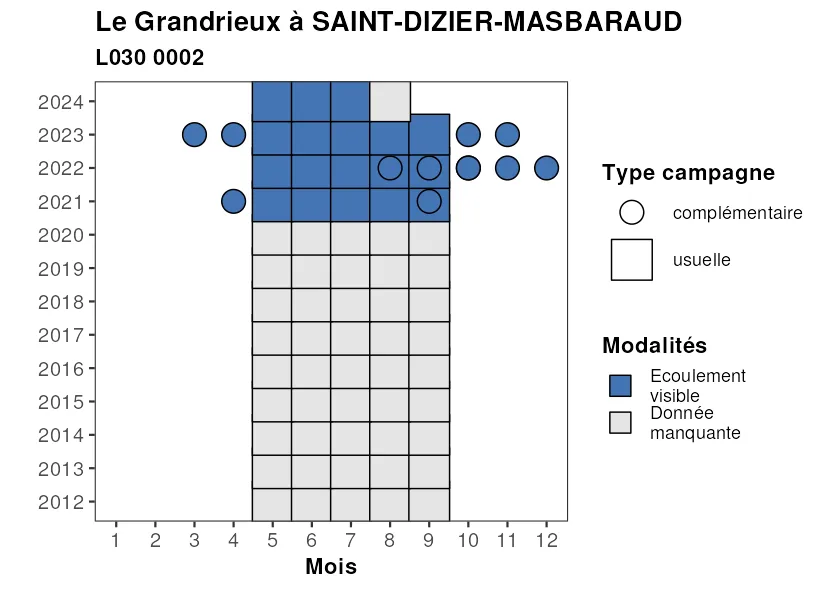 Le Grandrieux à SAINT-DIZIER-MASBARAUD
L030 0002
2024
2023
2022
2021
2020
2019
2018
2017
2016
2015
2014
2013
2012
1 2 3 4 5 6 7 8 9 10 11 12
Mois
Type campagne
complémentaire
usuelle
Modalités
Ecoulement
visible
Donnée
manquante